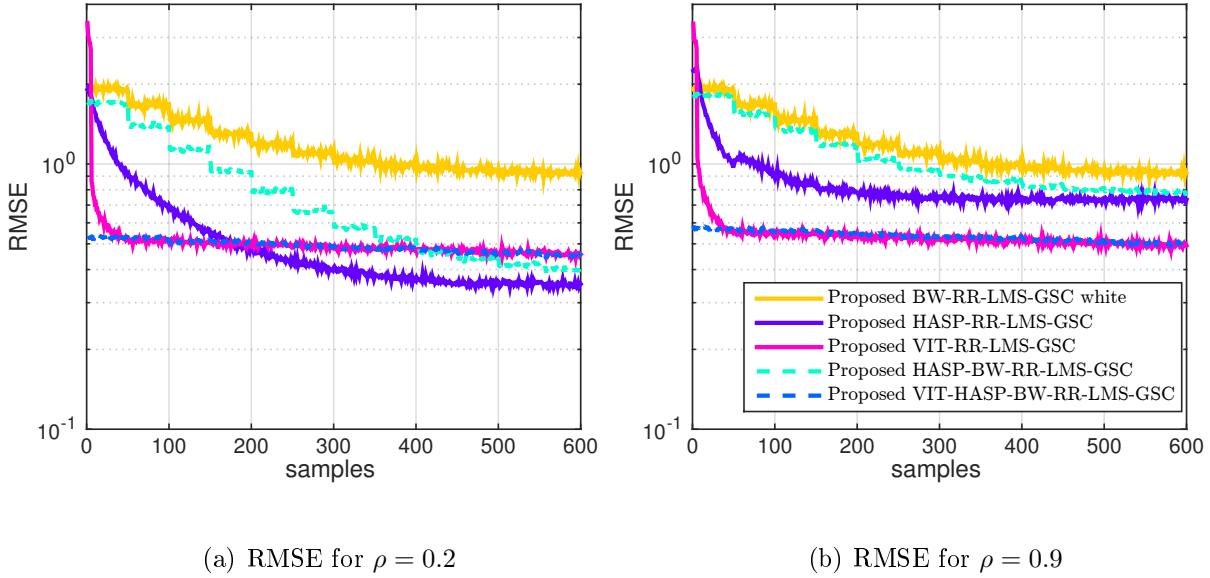 10^0
10^{-1}
RMSE
0 100 200 300 400 500 600
samples
(a) RMSE for ρ = 0.2
10^0
10^{-1}
RMSE
0 100 200 300 400 500 600
samples
Proposed BW-RR-LMS-GSC white
Proposed HASP-RR-LMS-GSC
Proposed VIT-RR-LMS-GSC
Proposed HASP-BW-RR-LMS-GSC
Proposed VIT-HASP-BW-RR-LMS-GSC
(b) RMSE for ρ = 0.9